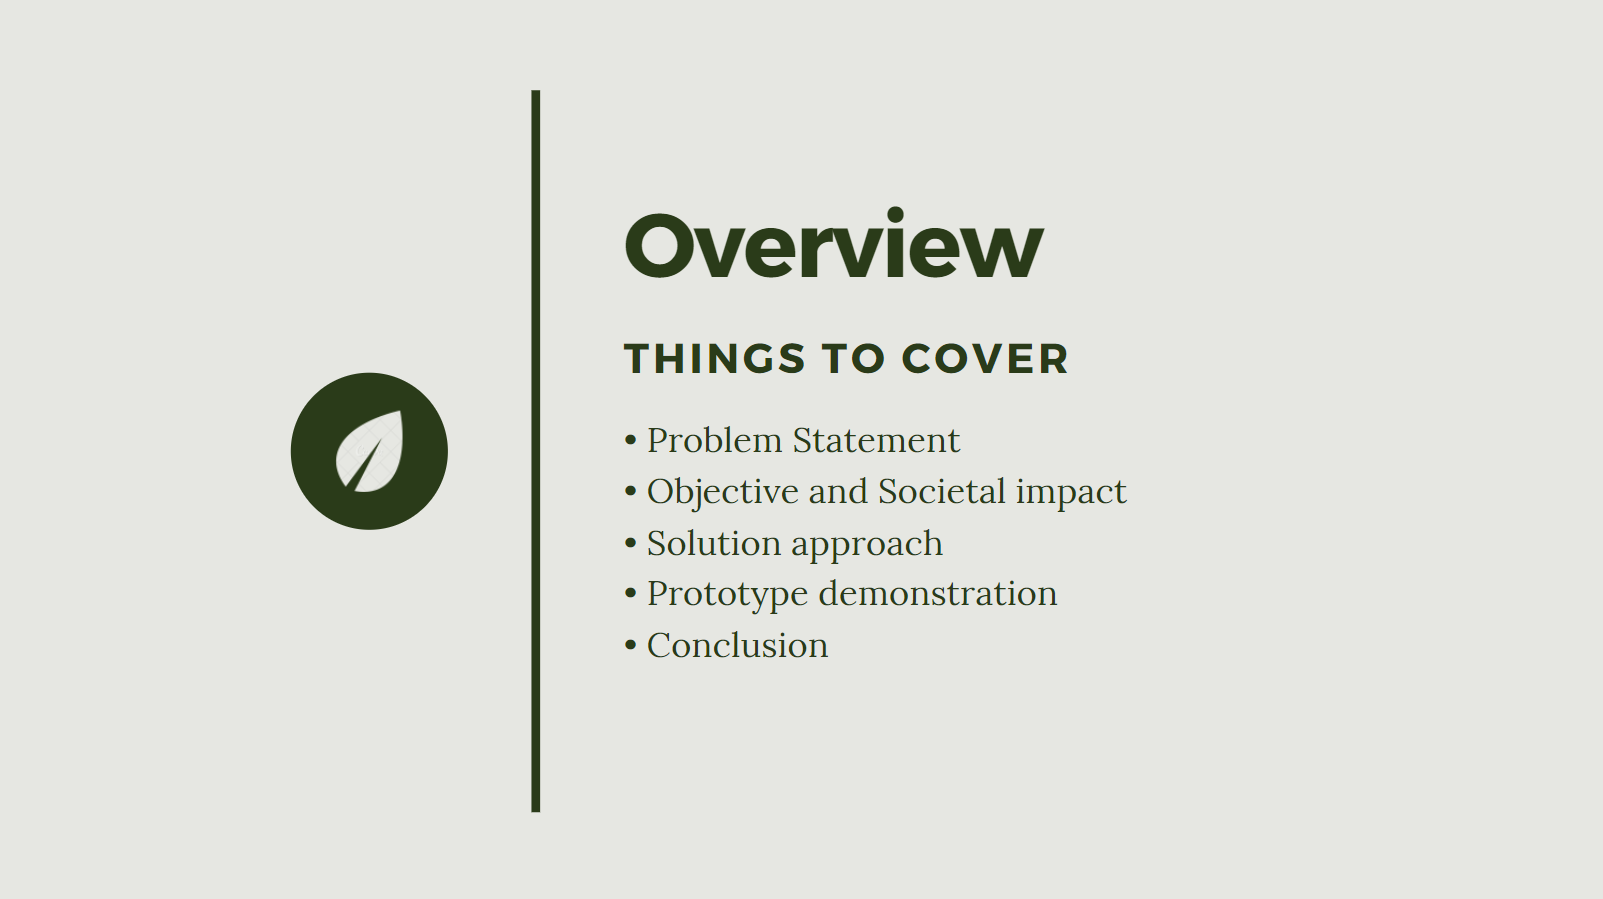 Overview
THINGS TO COVER
• Problem Statement
• Objective and Societal impact
• Solution approach
• Prototype demonstration
• Conclusion